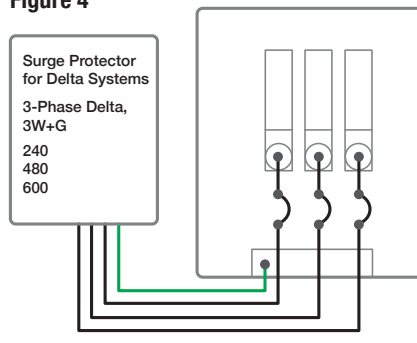 Figure 4
Surge Protector
for Delta Systems
3-Phase Delta,
3W+G
240
480
600